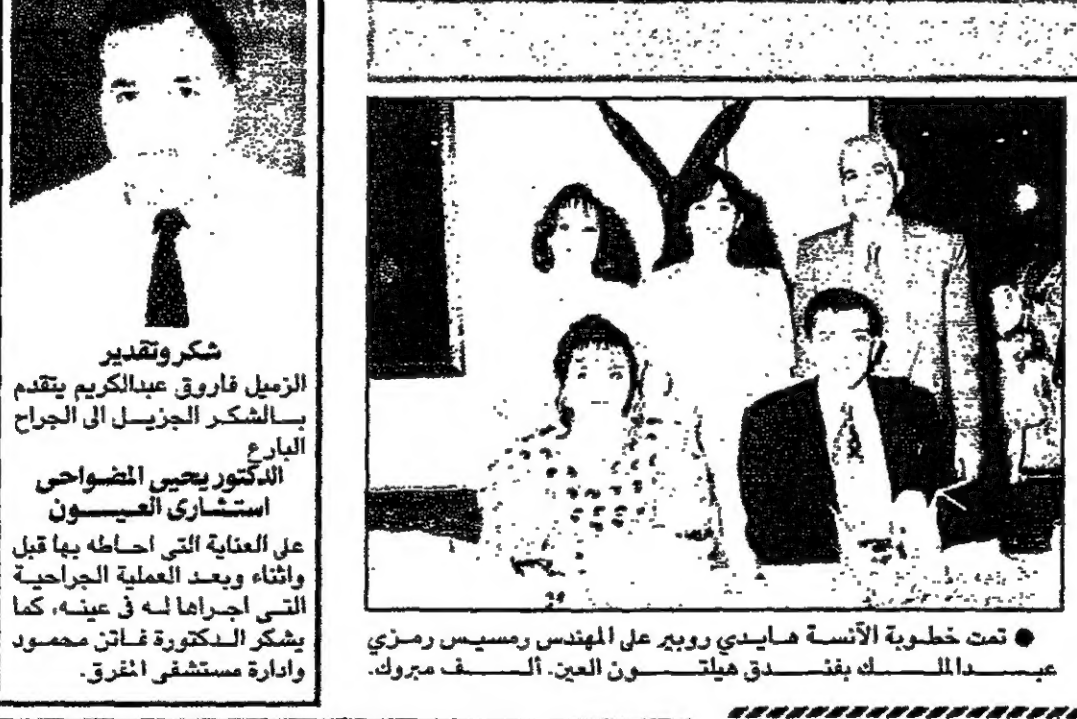 ● تمت خطوبة الآنسة هايدي روبير على المهندس رمسيس رمزي
عبدالملك بفندق هيلتون العين. ألف مبروك.
شكر وتقدير
الزميل فاروق عبدالكريم يتقدم
بالشكر الجزيل الى الجراح
البارع
الدكتور يحيى المضواحى
استشارى العيون
على العناية التى احاطه بها قبل
واثناء وبعد العملية الجراحية
التى اجراها له فى عينه، كما
يشكر الدكتورة فاتن محمود
وادارة مستشفى المفرق.